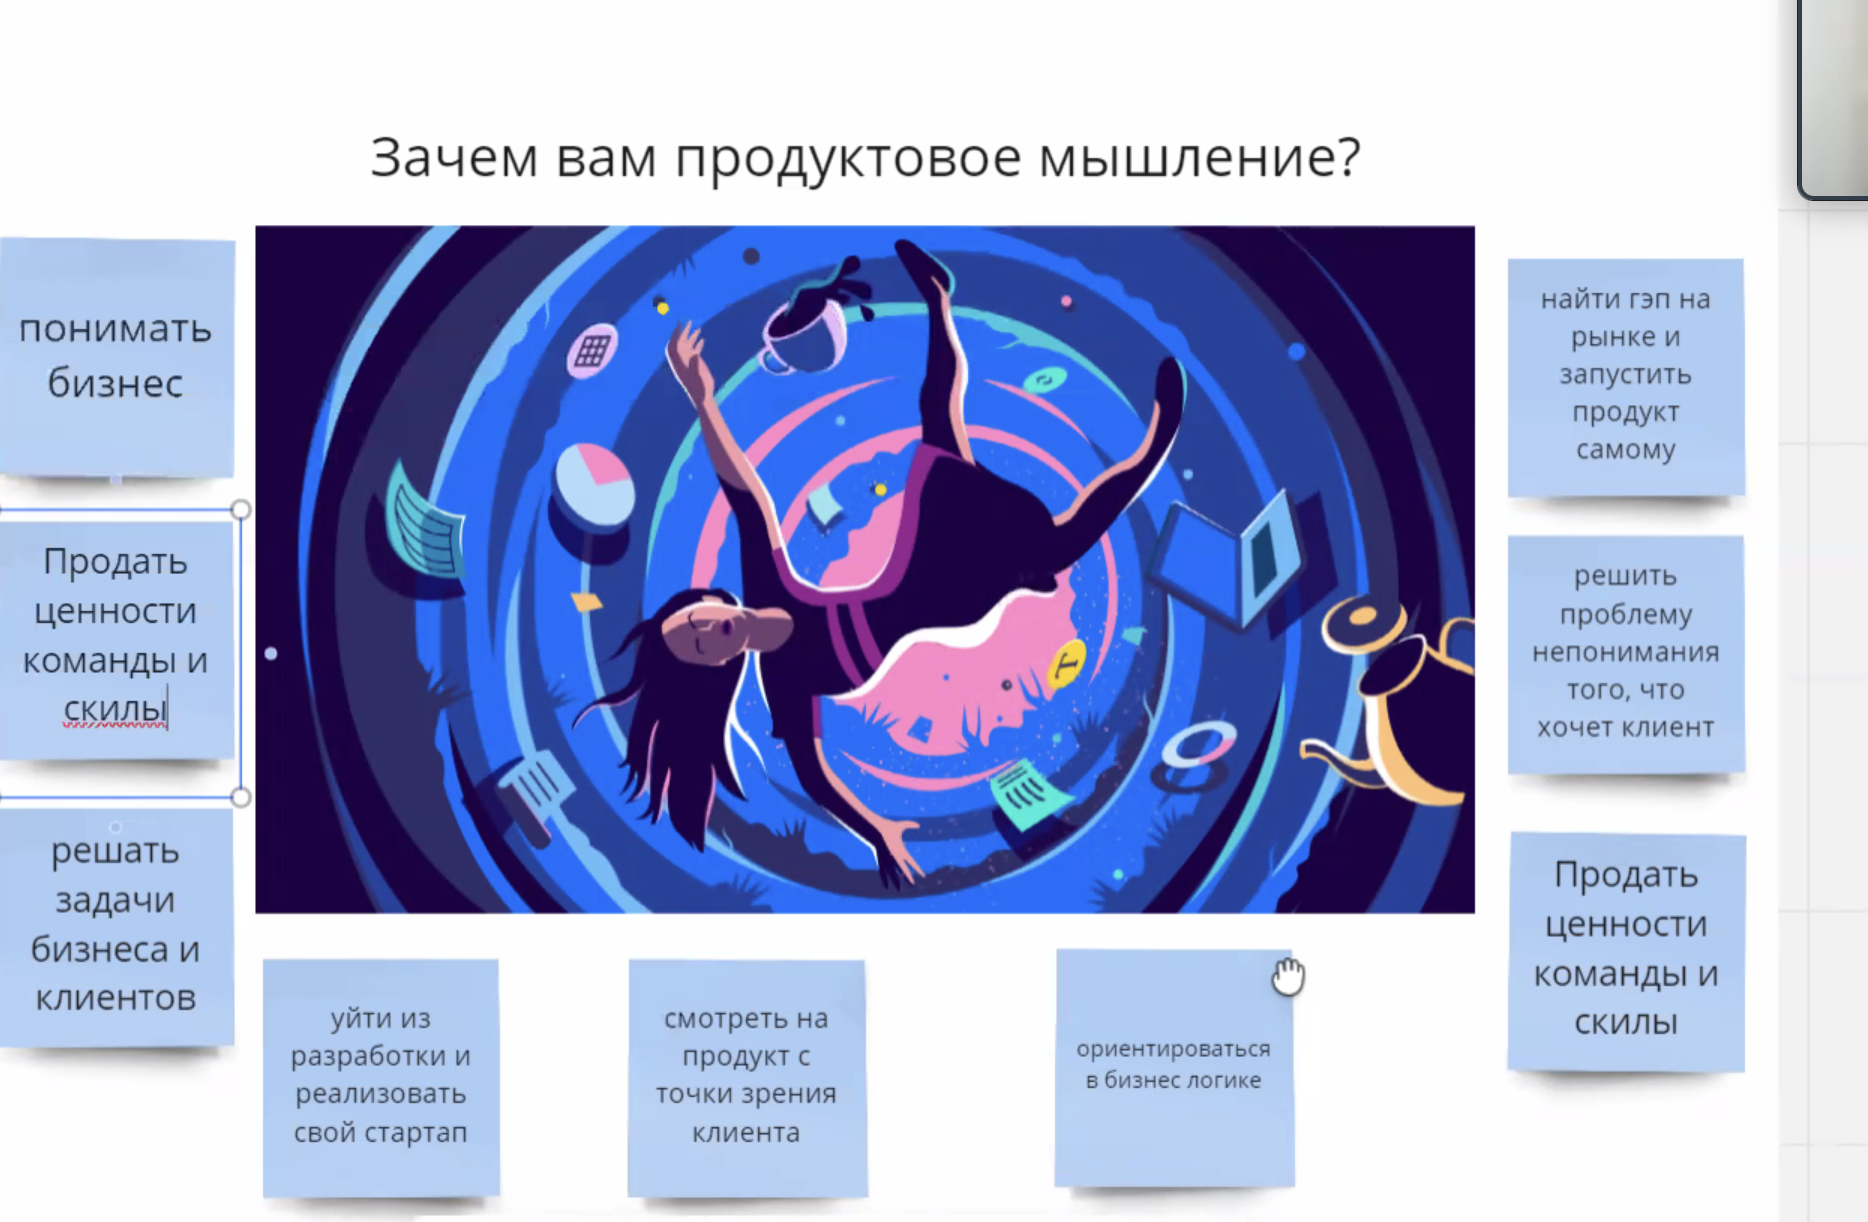 Зачем вам продуктовое мышление?
понимать
бизнес
Продать
ценности
команды и
скилы
решать
задачи
бизнеса и
клиентов
уйти из
разработки и
реализовать
свой стартап
смотреть на
продукт с
точки зрения
клиента
ориентироваться
в бизнес логике
найти гэп на
рынке и
запустить
продукт
самому
решить
проблему
непонимания
того, что
хочет клиент
Продать
ценности
команды и
скилы